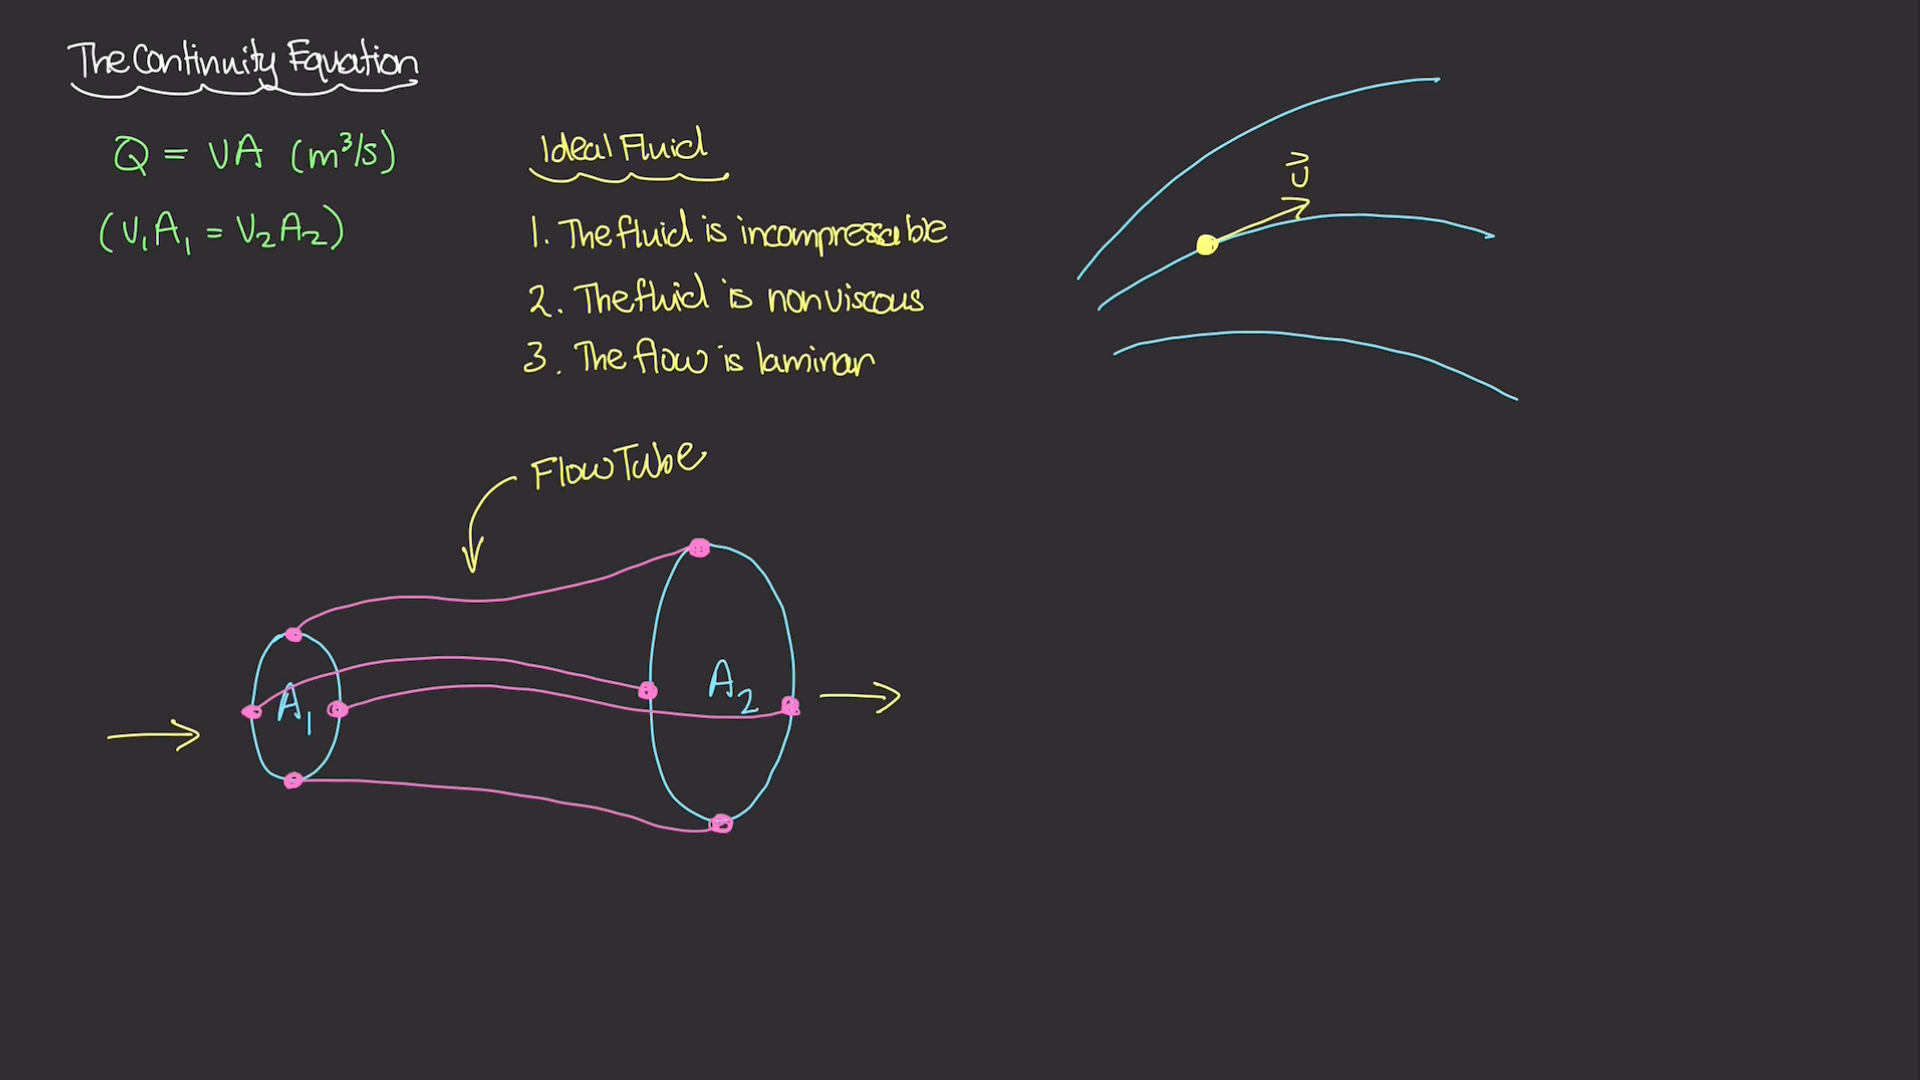 The Continuity Equation
Q = VA (m³/s)
(V₁A₁ = V₂A₂)
Ideal Fluid
1. The fluid is incompressable
2. The fluid is nonviscous
3. The flow is laminar
v⃗
Flow Tube
A₁
A₂